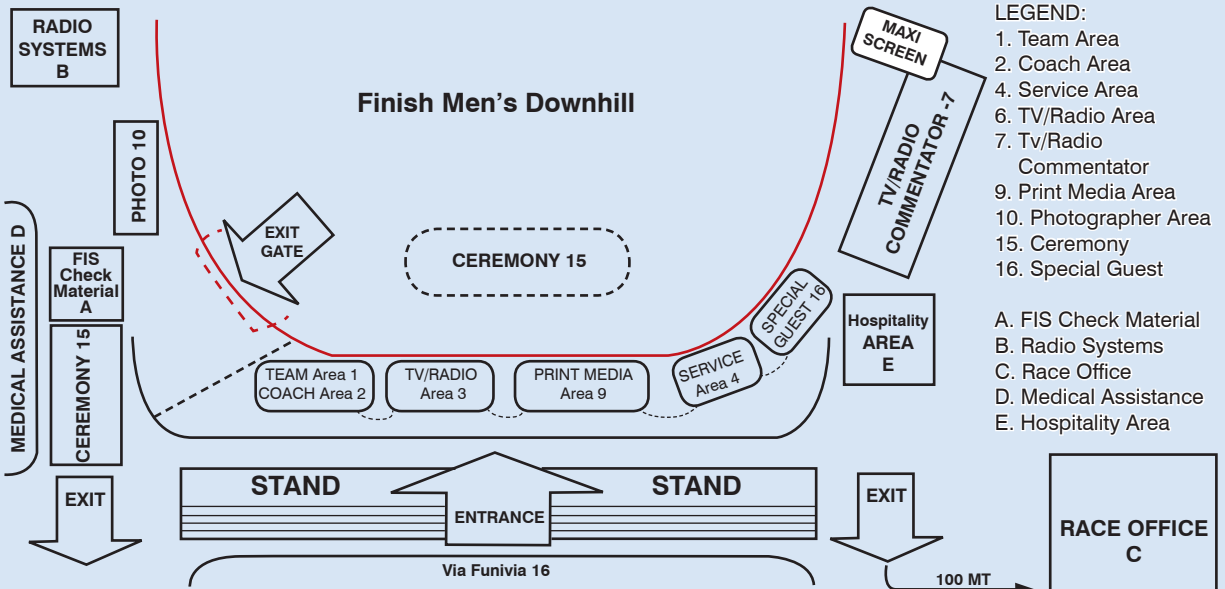 RADIO
SYSTEMS
B
Finish Men's Downhill
MAXI
SCREEN
TV/RADIO
COMMENTATOR -7
PHOTO 10
EXIT
GATE
CEREMONY 15
MEDICAL ASSISTANCE D
FIS
Check
Material
A
CEREMONY 15
SPECIAL
GUEST 16
Hospitality
AREA
E
TEAM Area 1
COACH Area 2
TV/RADIO
Area 3
PRINT MEDIA
Area 9
SERVICE
Area 4
STAND
STAND
ENTRANCE
EXIT
EXIT
Via Funivia 16
100 MT
RACE OFFICE
C
LEGEND:
1. Team Area
2. Coach Area
4. Service Area
6. TV/Radio Area
7. Tv/Radio
Commentator
9. Print Media Area
10. Photographer Area
15. Ceremony
16. Special Guest
A. FIS Check Material
B. Radio Systems
C. Race Office
D. Medical Assistance
E. Hospitality Area